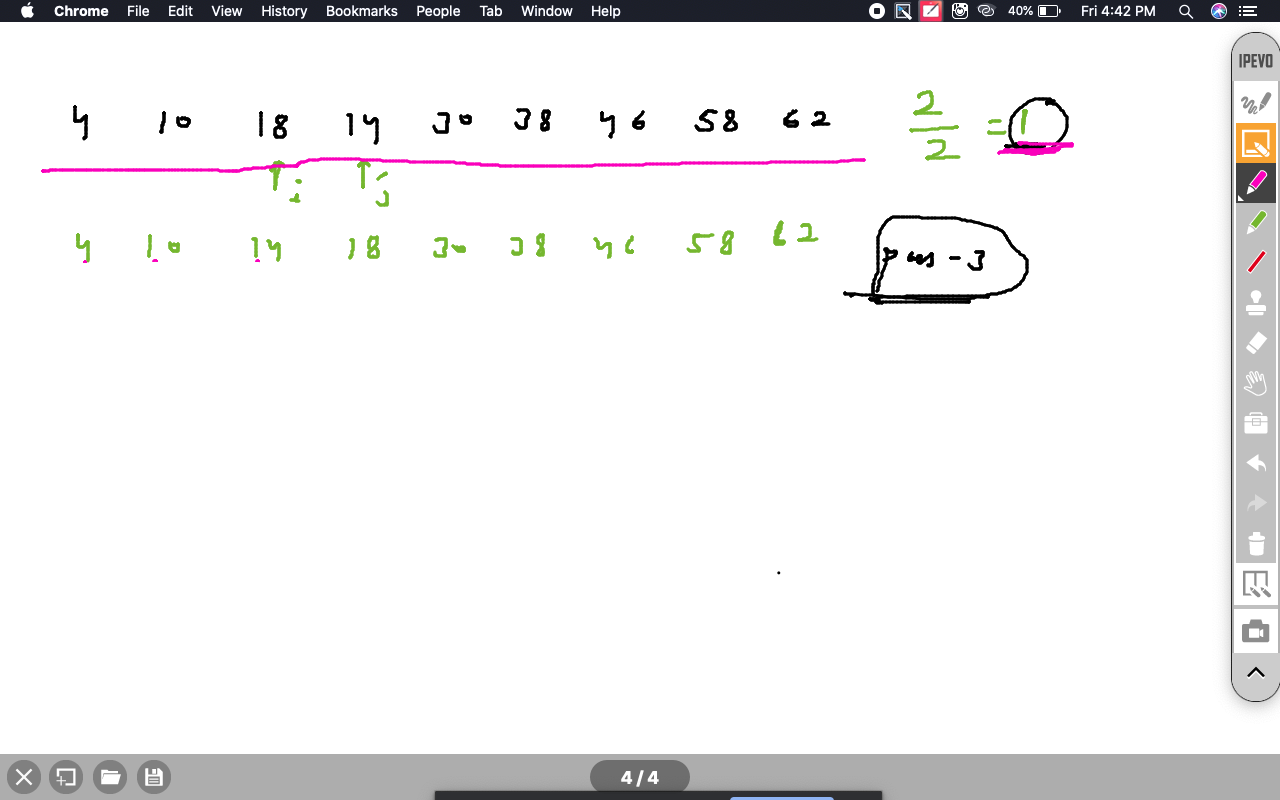 Chrome File Edit View History Bookmarks People Tab Window Help 40% Fri 4:42 PM
IPEVO
4 10 18 14 30 38 46 58 62
2/2 = 1
i j
4 10 14 18 30 38 46 58 62
pass - 3
4 / 4